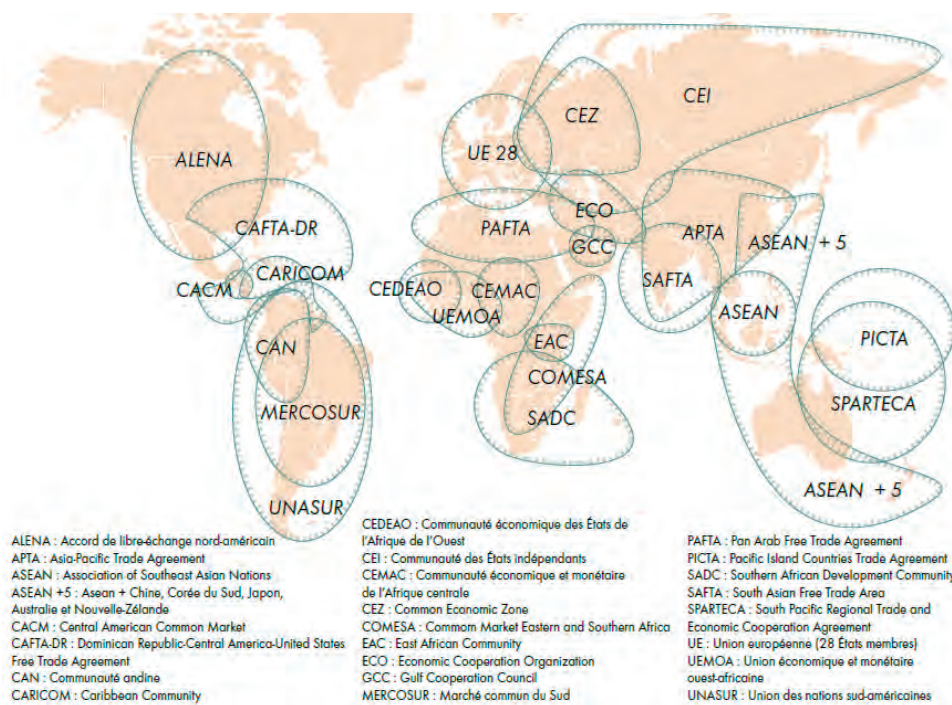 CEI
CEZ
UE 28
ALENA
ECO
CAFTA-DR
PAFTA
APTA
ASEAN + 5
GCC
CARICOM
SAFTA
CACM
CEDEAO
CEMAC
UEMOA
ASEAN
EAC
PICTA
CAN
COMESA
MERCOSUR
SADC
SPARTECA
UNASUR
ASEAN + 5
ALENA : Accord de libre-échange nord-américain
APTA : Asia-Pacific Trade Agreement
ASEAN : Association of Southeast Asian Nations
ASEAN +5 : Asean + Chine, Corée du Sud, Japon,
Australie et Nouvelle-Zélande
CACM : Central American Common Market
CAFTA-DR : Dominican Republic-Central America-United States
Free Trade Agreement
CAN : Communauté andine
CARICOM : Caribbean Community
CEDEAO : Communauté économique des États de
l'Afrique de l'Ouest
CEI : Communauté des États indépendants
CEMAC : Communauté économique et monétaire
de l'Afrique centrale
CEZ : Common Economic Zone
COMESA : Commom Market Eastern and Southern Africa
EAC : East African Community
ECO : Economic Cooperation Organization
GCC : Gulf Cooperation Council
MERCOSUR : Marché commun du Sud
PAFTA : Pan Arab Free Trade Agreement
PICTA : Pacific Island Countries Trade Agreement
SADC : Southern African Development Community
SAFTA : South Asian Free Trade Area
SPARTECA : South Pacific Regional Trade and
Economic Cooperation Agreement
UE : Union européenne (28 États membres)
UEMOA : Union économique et monétaire
ouest-africaine
UNASUR : Union des nations sud-américaines